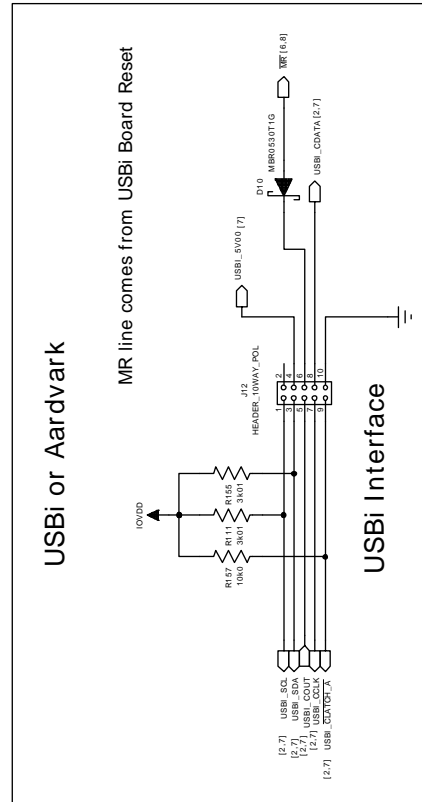 USBi or Aardvark
MR line comes from USBi Board Reset
IOVDD
R157
10k0
R111
3k01
R155
3k01
J12
HEADER_10WAY_POL
1 2
3 4
5 6
7 8
9 10
USBI_5V00 [7]
D10
MBR0530T1G
MR [6,8]
USBI_CDATA [2,7]
[2,7] USBI_SCL
[2,7] USBI_SDA
[2,7] USBI_COUT
[2,7] USBI_CCLK
[2,7] USBI_CLATCH_A
USBi Interface